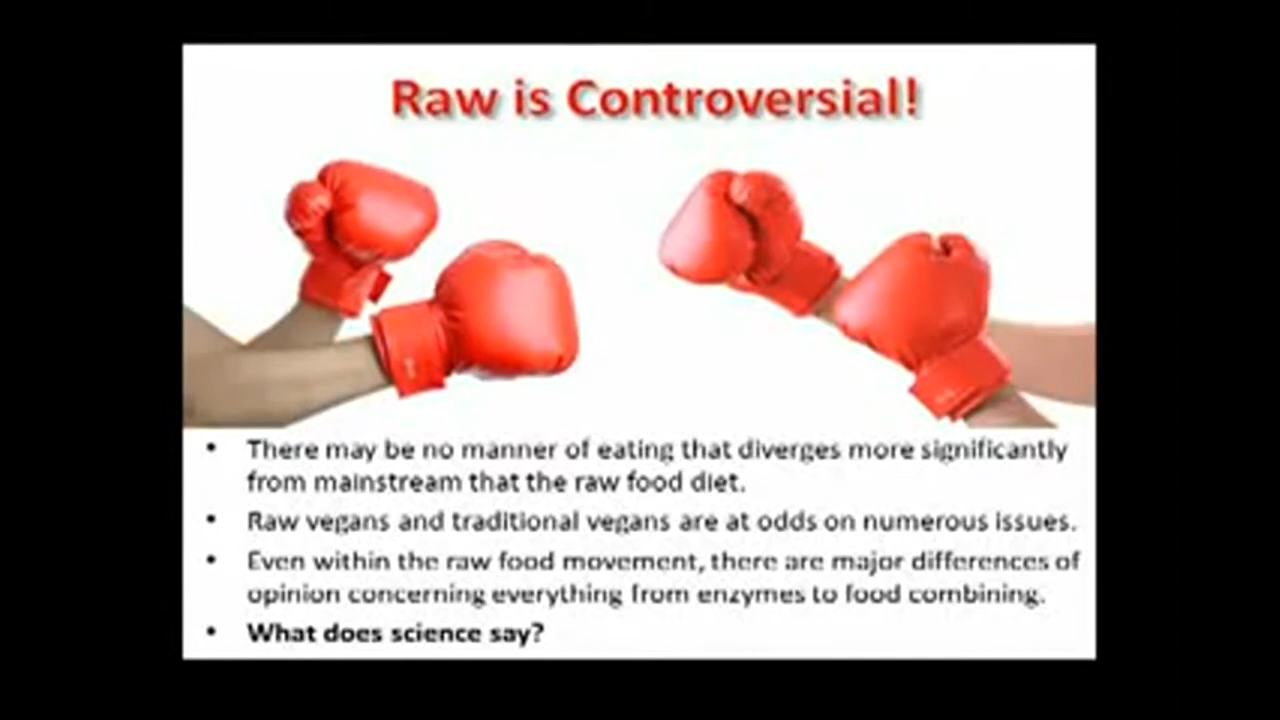 Raw is Controversial!
• There may be no manner of eating that diverges more significantly
from mainstream that the raw food diet.
• Raw vegans and traditional vegans are at odds on numerous issues.
• Even within the raw food movement, there are major differences of
opinion concerning everything from enzymes to food combining.
• What does science say?